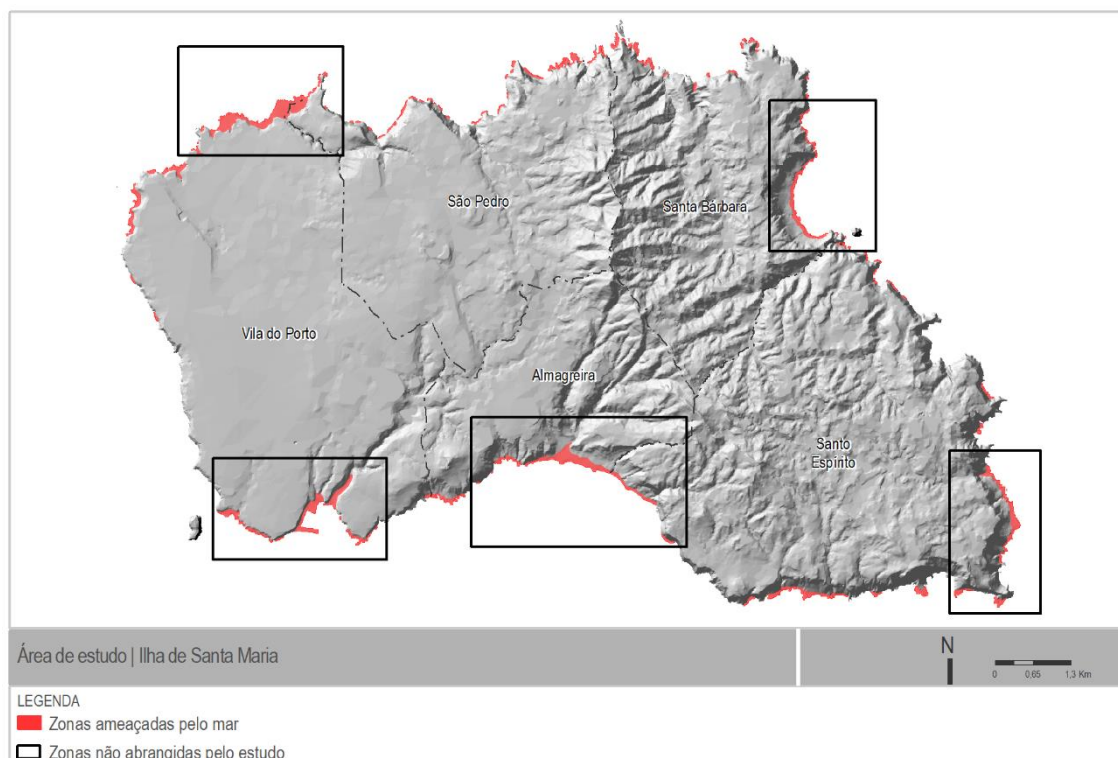 São Pedro
Santa Bárbara
Vila do Porto
Almagreira
Santo
Espírito
Área de estudo | Ilha de Santa Maria
N
0 0,65 1,3 Km
LEGENDA
Zonas ameaçadas pelo mar
Zonas não abrangidas pelo estudo